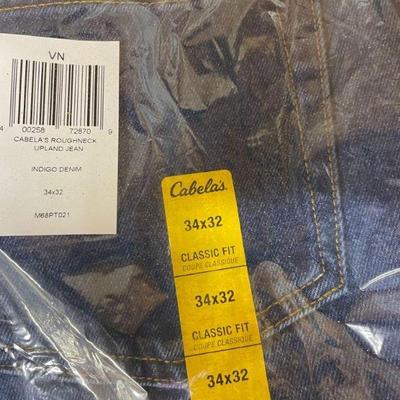 VN
4 00258 72870 9
CABELA'S ROUGHNECK
UPLAND JEAN
INDIGO DENIM
34x32
M68PT021
Cabela's
34x32
CLASSIC FIT
COUPE CLASSIQUE
34x32
CLASSIC FIT
COUPE CLASSIQUE
34x32